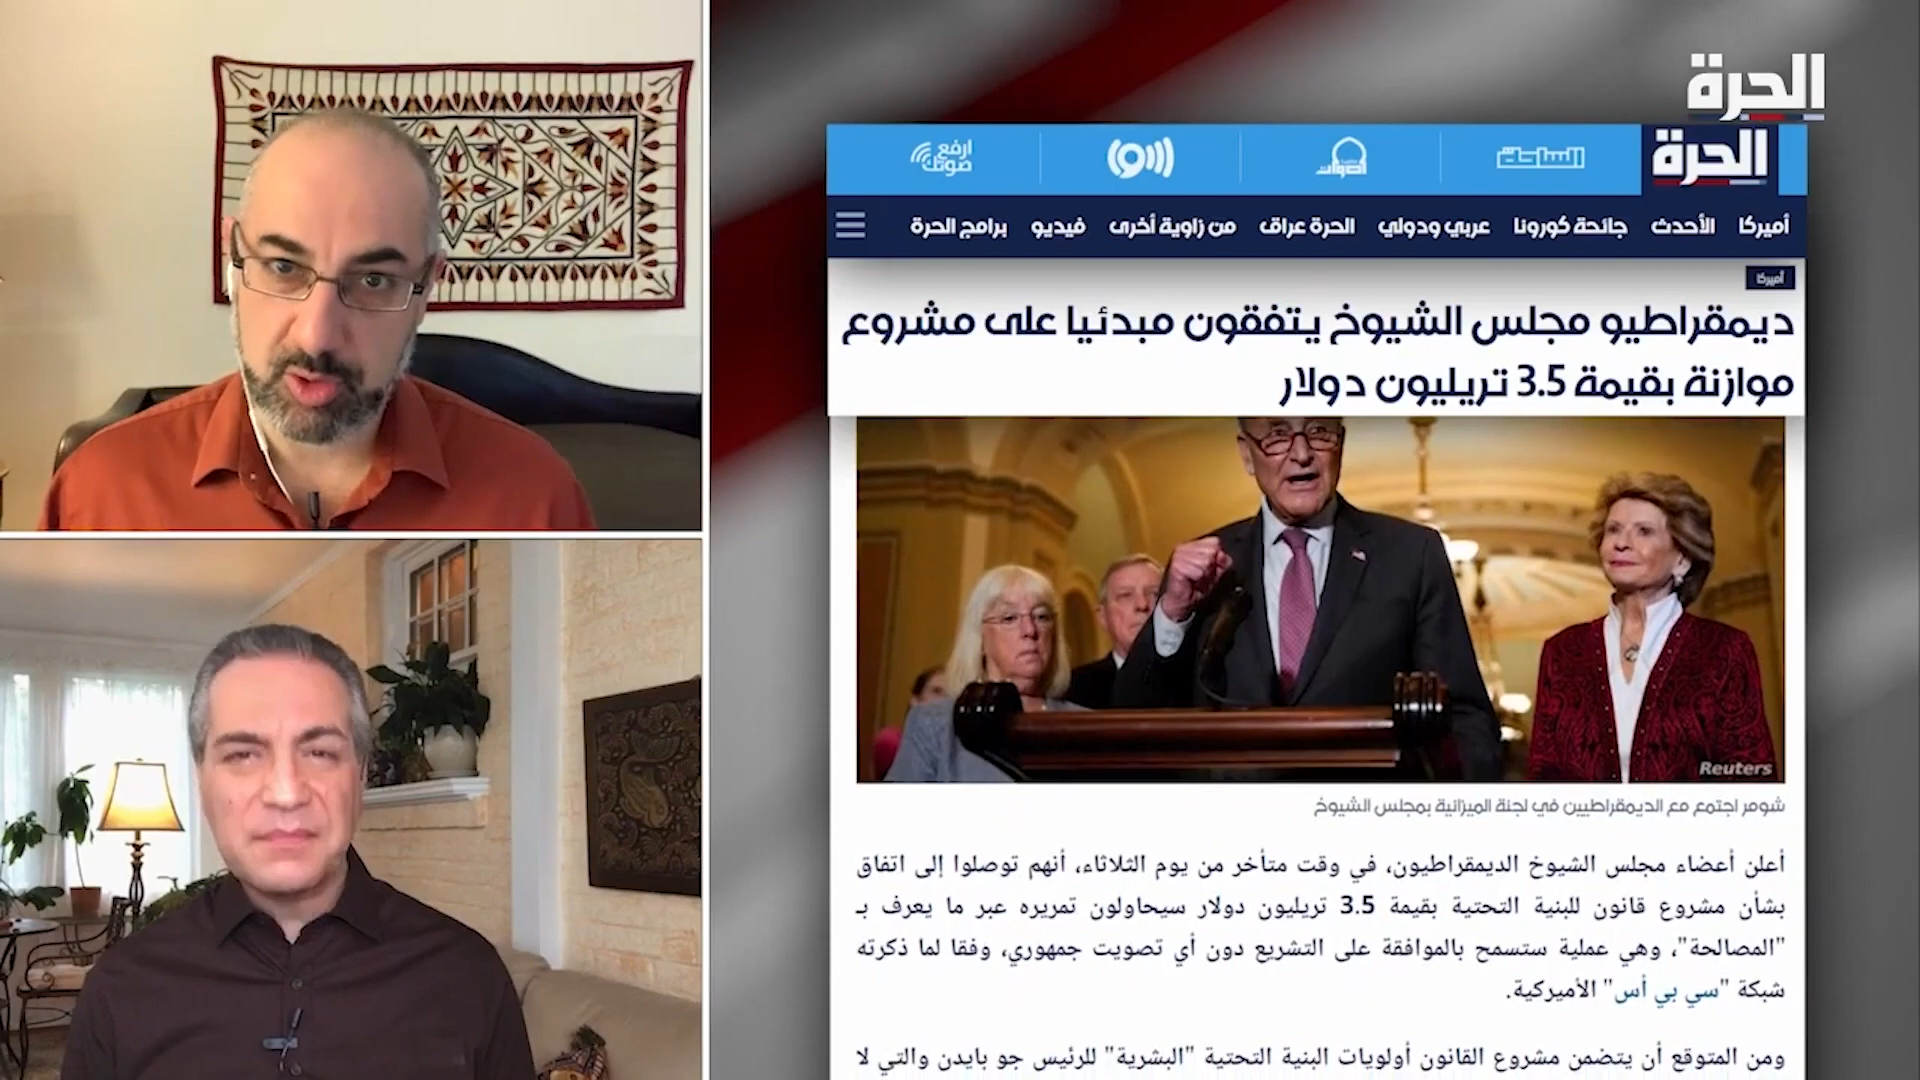 الحرة
الحرة
الساحة
أصوات
ارفع صوتك
أميركا الأحدث جائحة كورونا عربي ودولي الحرة عراق من زاوية أخرى فيديو برامج الحرة
أميركا
ديمقراطيو مجلس الشيوخ يتفقون مبدئيا على مشروع
موازنة بقيمة 3.5 تريليون دولار
Reuters
شومر اجتمع مع الديمقراطيين في لجنة الميزانية بمجلس الشيوخ
أعلن أعضاء مجلس الشيوخ الديمقراطيون، في وقت متأخر من يوم الثلاثاء، أنهم توصلوا إلى اتفاق
بشأن مشروع قانون للبنية التحتية بقيمة 3.5 تريليون دولار سيحاولون تمريره عبر ما يعرف بـ
"المصالحة"، وهي عملية ستسمح بالموافقة على التشريع دون أي تصويت جمهوري، وفقا لما ذكرته
شبكة "سي بي أس" الأميركية.
ومن المتوقع أن يتضمن مشروع القانون أولويات البنية التحتية "البشرية" للرئيس جو بايدن والتي لا